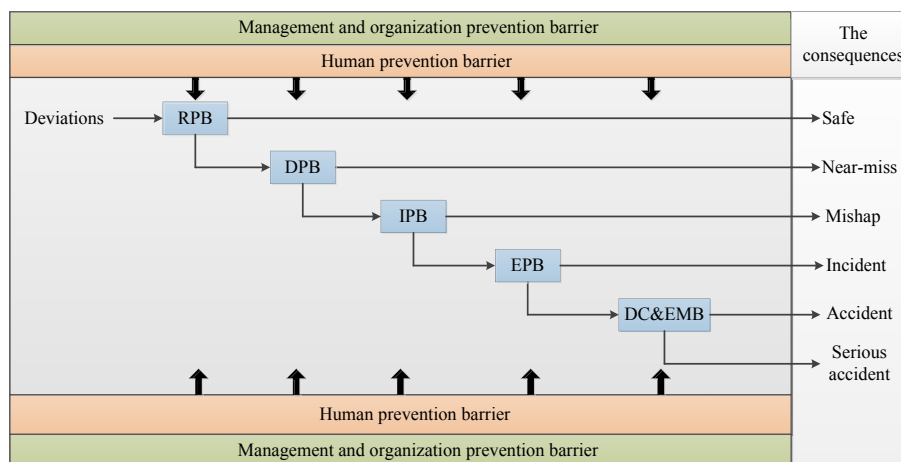 Management and organization prevention barrier
The
consequences
Human prevention barrier
Deviations
RPB
Safe
DPB
Near-miss
IPB
Mishap
EPB
Incident
DC&EMB
Accident
Serious
accident
Human prevention barrier
Management and organization prevention barrier